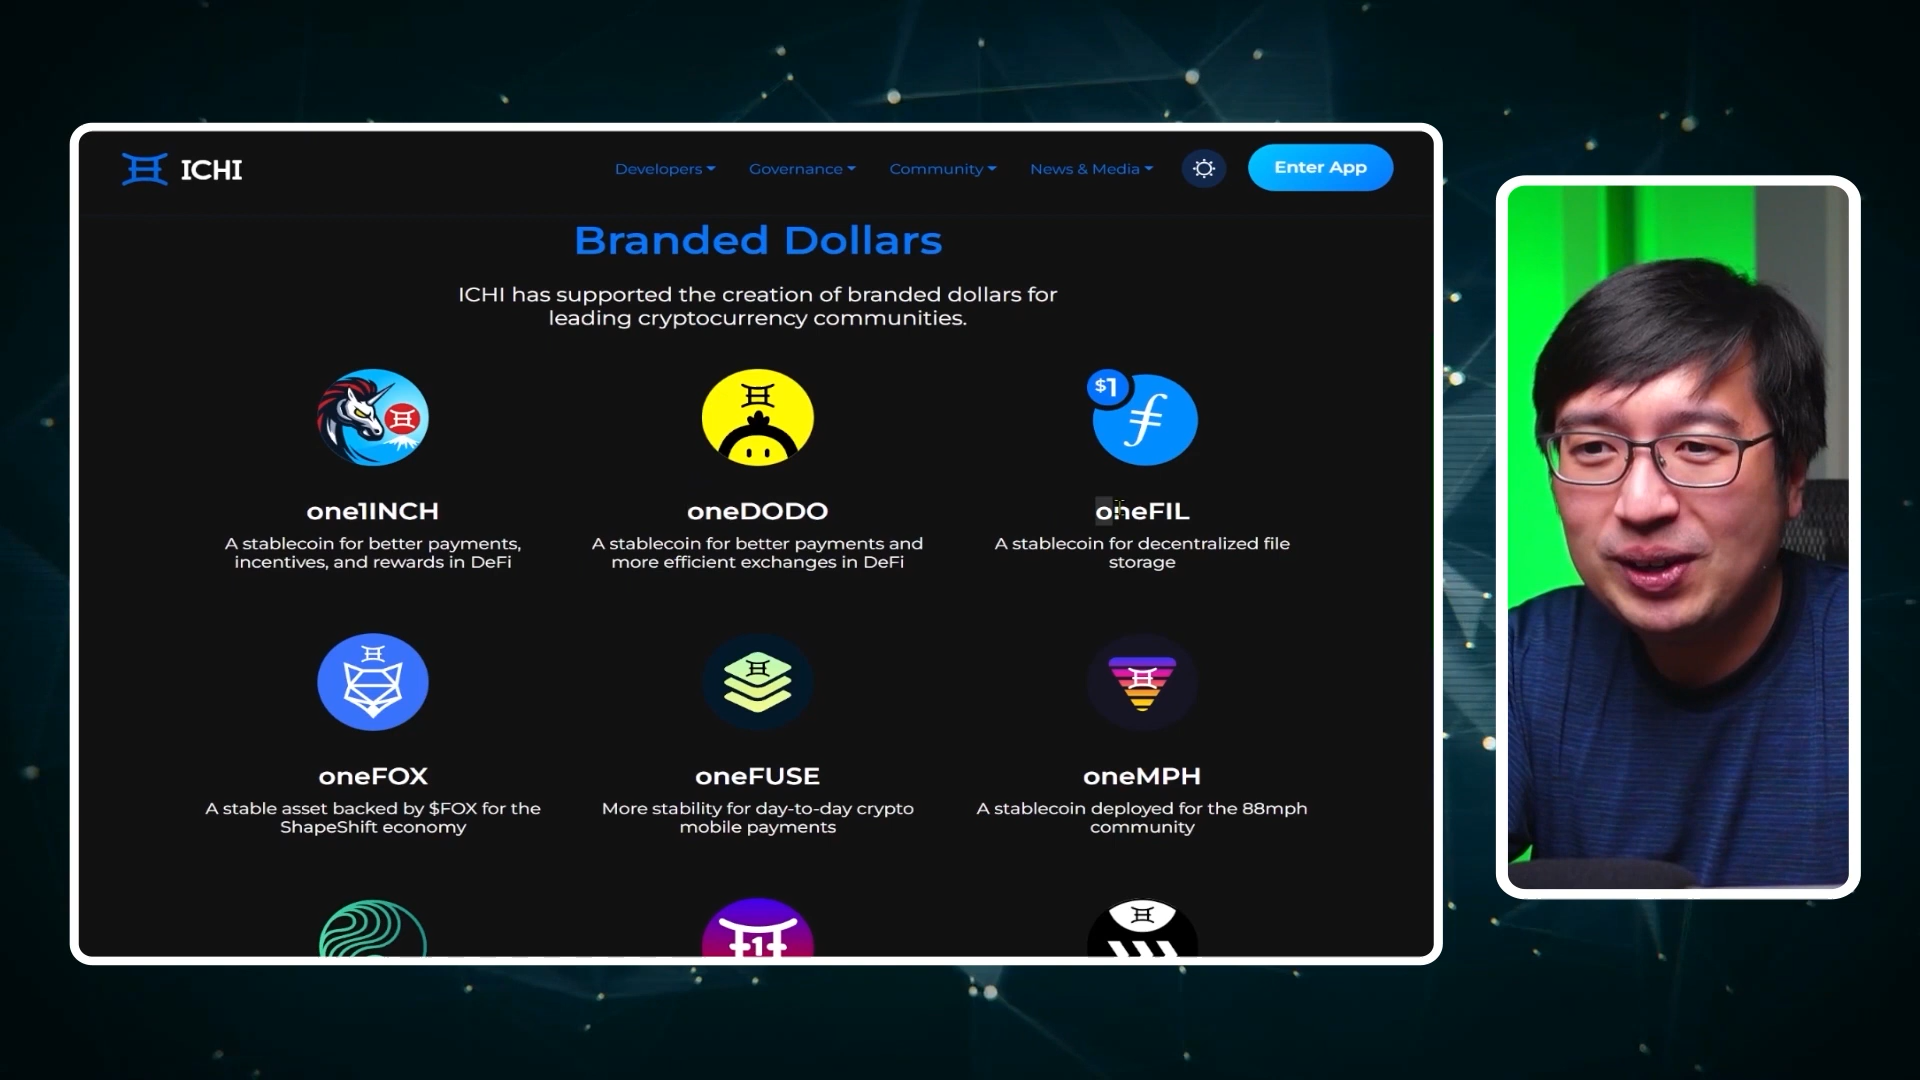 ICHI
Developers
Governance
Community
News & Media
Enter App
Branded Dollars
ICHI has supported the creation of branded dollars for
leading cryptocurrency communities.
$1
one1INCH
oneDODO
oneFIL
A stablecoin for better payments,
incentives, and rewards in DeFi
A stablecoin for better payments and
more efficient exchanges in DeFi
A stablecoin for decentralized file
storage
oneFOX
oneFUSE
oneMPH
A stable asset backed by $FOX for the
ShapeShift economy
More stability for day-to-day crypto
mobile payments
A stablecoin deployed for the 88mph
community
1